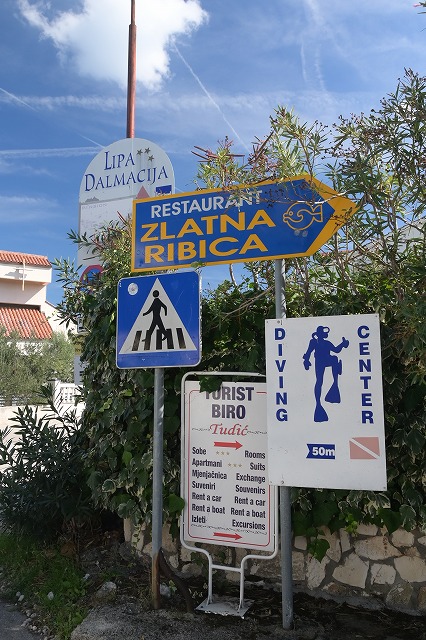 LIPA
DALMACIJA
RESTAURANT
ZLATNA
RIBICA
DIVING
CENTER
50m
TURIST
BIRO
Tudić
Sobe Rooms
Apartmani Suits
Mjenjačnica Exchange
Suveniri Souvenirs
Rent a car Rent a car
Rent a boat Rent a boat
Izleti Excursions